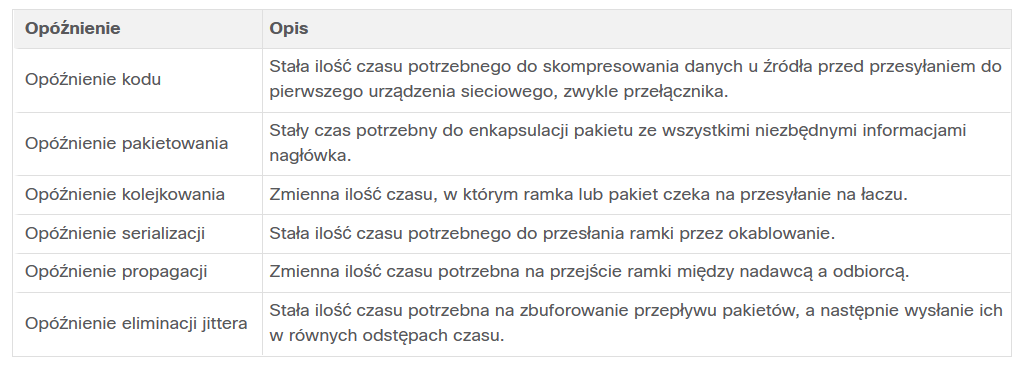 Opóźnienie Opis
Opóźnienie kodu
Stała ilość czasu potrzebnego do skompresowania danych u źródła przed przesyłaniem do
pierwszego urządzenia sieciowego, zwykle przełącznika.
Opóźnienie pakietowania
Stały czas potrzebny do enkapsulacji pakietu ze wszystkimi niezbędnymi informacjami
nagłówka.
Opóźnienie kolejkowania Zmienna ilość czasu, w którym ramka lub pakiet czeka na przesyłanie na łaczu.
Opóźnienie serializacji Stała ilość czasu potrzebnego do przesłania ramki przez okablowanie.
Opóźnienie propagacji Zmienna ilość czasu potrzebna na przejście ramki między nadawcą a odbiorcą.
Opóźnienie eliminacji jittera
Stała ilość czasu potrzebna na zbuforowanie przepływu pakietów, a następnie wysłanie ich
w równych odstępach czasu.